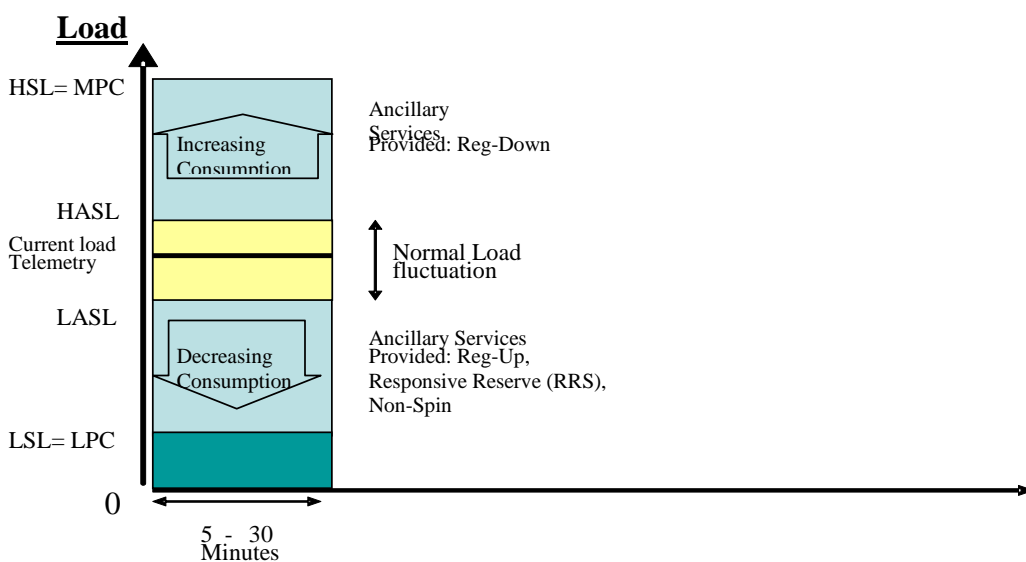 Load
HSL= MPC
Ancillary
Services
Provided: Reg-Down
Increasing
Consumption
HASL
Current load
Telemetry
Normal Load
fluctuation
LASL
Ancillary Services
Provided: Reg-Up,
Responsive Reserve (RRS),
Non-Spin
Decreasing
Consumption
LSL= LPC
0
5 - 30
Minutes